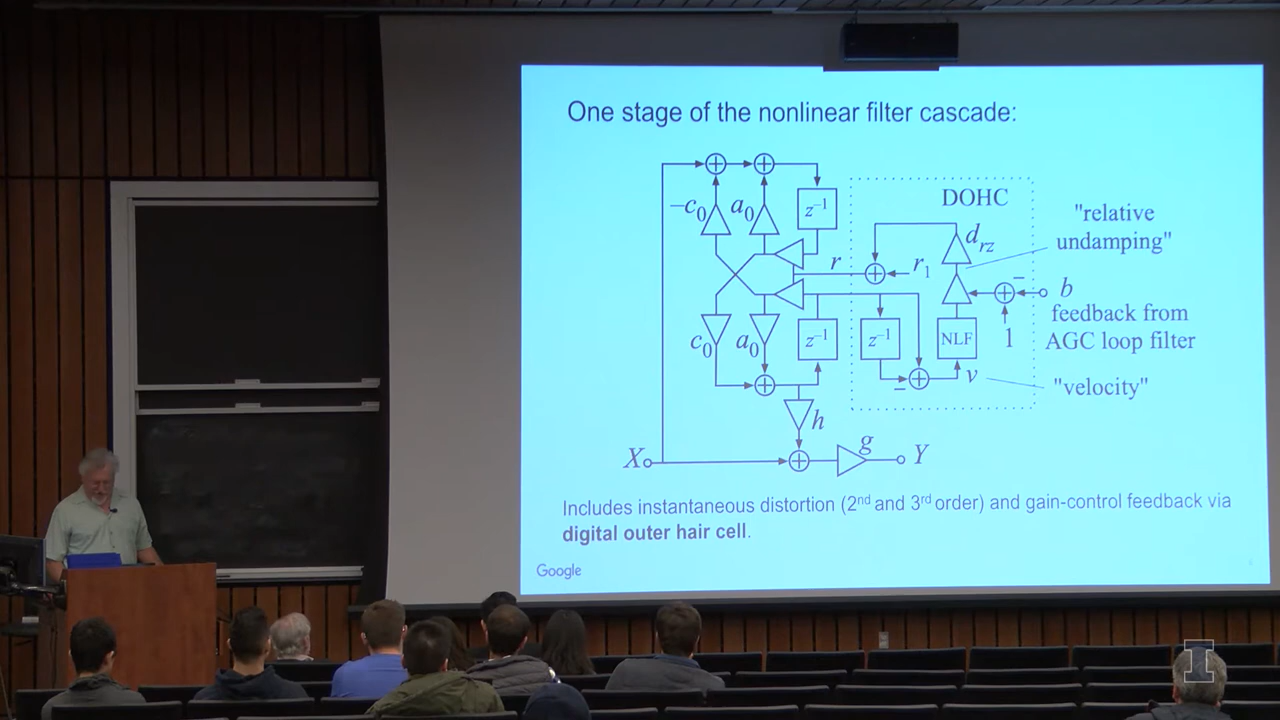 One stage of the nonlinear filter cascade:
DOHC
−c0 a0 z−1
drz
"relative
undamping"
r
r1
−
b
feedback from
AGC loop filter
c0 a0 z−1 z−1 NLF 1
−
v
"velocity"
h
X
g
Y
Includes instantaneous distortion (2nd and 3rd order) and gain-control feedback via
digital outer hair cell.
Google
I